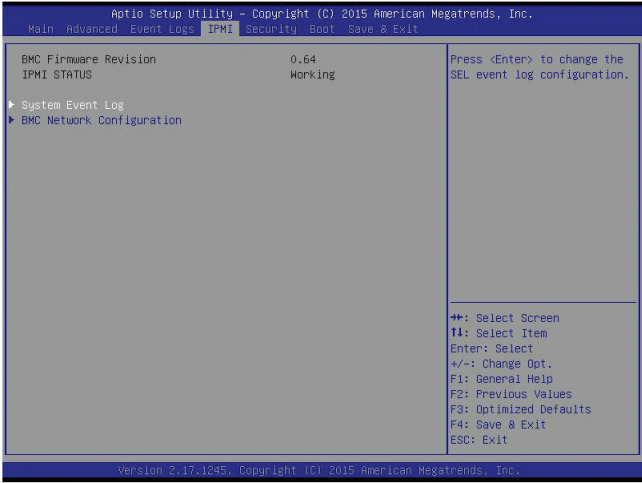 Aptio Setup Utility – Copyright (C) 2015 American Megatrends, Inc.
Main Advanced Event Logs IPMI Security Boot Save & Exit
BMC Firmware Revision 0.64
IPMI STATUS Working
System Event Log
BMC Network Configuration
Press <Enter> to change the
SEL event log configuration.
→←: Select Screen
↑↓: Select Item
Enter: Select
+/-: Change Opt.
F1: General Help
F2: Previous Values
F3: Optimized Defaults
F4: Save & Exit
ESC: Exit
Version 2.17.1245. Copyright (C) 2015 American Megatrends, Inc.